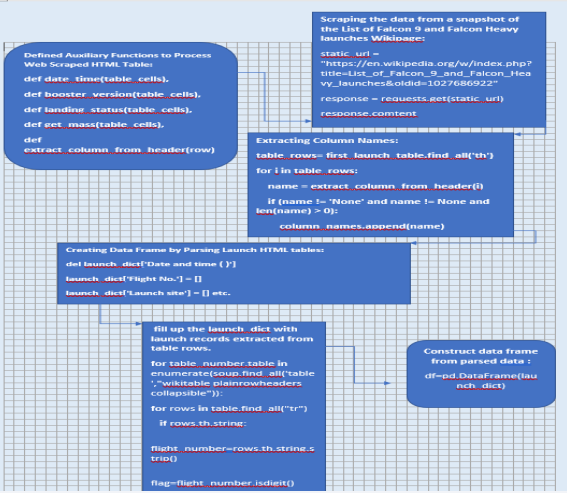 Defined Auxiliary Functions to Process
Web Scraped HTML Table:
def date_time(table_cells),
def booster_version(table_cells),
def landing_status(table_cells),
def get_mass(table_cells),
def
extract_column_from_header(row)
Scraping the data from a snapshot of
the List of Falcon 9 and Falcon Heavy
launches Wikipage:
static_url =
"https://en.wikipedia.org/w/index.php?
title=List_of_Falcon_9_and_Falcon_Hea
vy_launches&oldid=1027686922"
response = requests.get(static_url)
response.comtent
Extracting Column Names:
table_rows= first_launch_table.find_all('th')
for i in table_rows:
name = extract_column_from_header(i)
if (name != 'None' and name != None and
len(name) > 0):
column_names.append(name)
Creating Data Frame by Parsing Launch HTML tables:
del launch_dict['Date and time ( )']
launch_dict['Flight No.'] = []
launch_dict['Launch site'] = [] etc.
fill up the launch_dict with
launch records extracted from
table rows.
for table_number.table in
enumerate(soup.find_all('table
',"wikitable plainrowheaders
collapsible")):
for rows in table.find_all("tr")
if rows.th.string:
flight_number=rows.th.string.s
trip()
flag=flight_number.isdigit()
Construct data frame
from parsed data :
df=pd.DataFrame(lau
nch_dict)